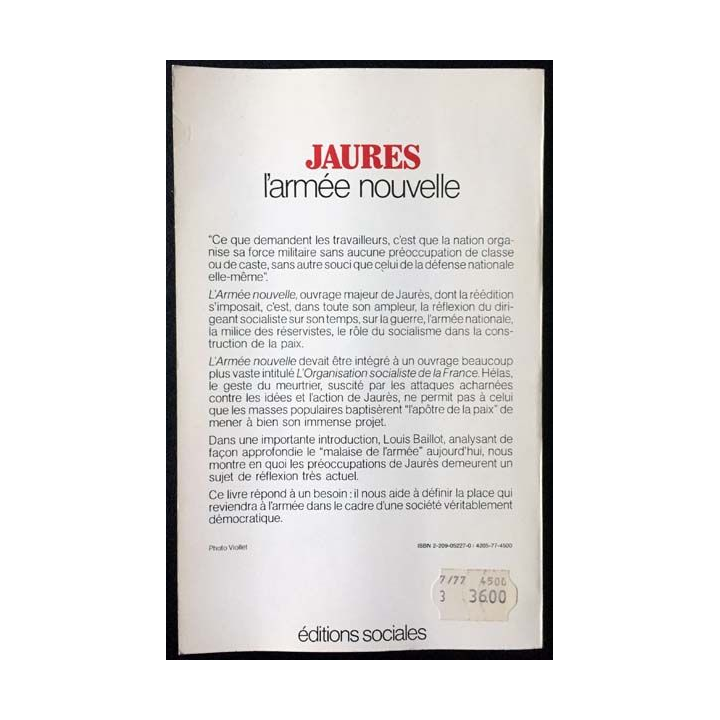 JAURES
l'armée nouvelle
"Ce que demandent les travailleurs, c'est que la nation orga-
nise sa force militaire sans aucune préoccupation de classe
ou de caste, sans autre souci que celui de la défense nationale
elle-même".
L'Armée nouvelle, ouvrage majeur de Jaurès, dont la réédition
s'imposait, c'est, dans toute son ampleur, la réflexion du diri-
geant socialiste sur son temps, sur la guerre, l'armée nationale,
la milice des réservistes, le rôle du socialisme dans la cons-
truction de la paix.
L'Armée nouvelle devait être intégré à un ouvrage beaucoup
plus vaste intitulé L'Organisation socialiste de la France. Hélas,
le geste du meurtrier, suscité par les attaques acharnées
contre les idées et l'action de Jaurès, ne permit pas à celui
que les masses populaires baptisèrent "l'apôtre de la paix" de
mener à bien son immense projet.
Dans une importante introduction, Louis Baillot, analysant de
façon approfondie le "malaise de l'armée" aujourd'hui, nous
montre en quoi les préoccupations de Jaurès demeurent un
sujet de réflexion très actuel.
Ce livre répond à un besoin : il nous aide à définir la place qui
reviendra à l'armée dans le cadre d'une société véritablement
démocratique.
Photo Viollet
ISBN 2-209-05227-0 / 4265-77-4500
7/77 4506
3 3600
éditions sociales